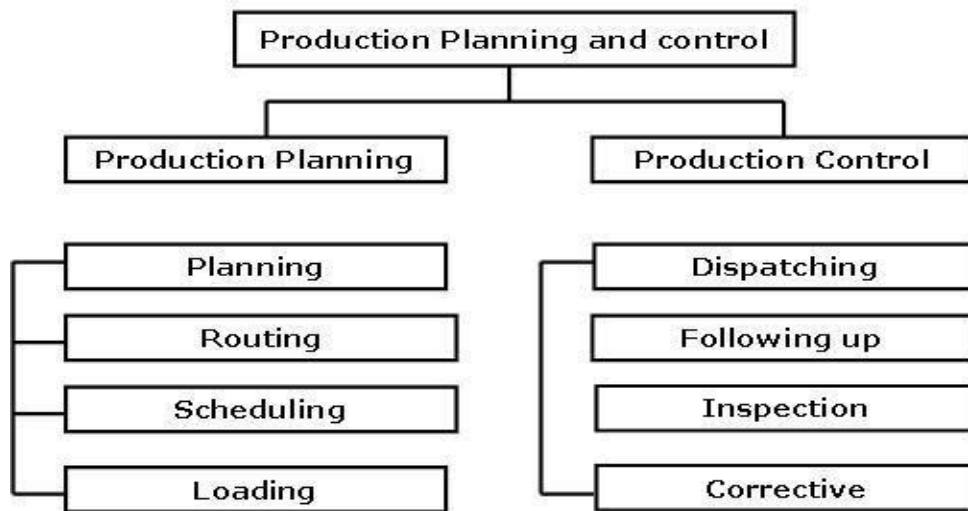 Production Planning and control
Production Planning
Production Control
Planning
Routing
Scheduling
Loading
Dispatching
Following up
Inspection
Corrective